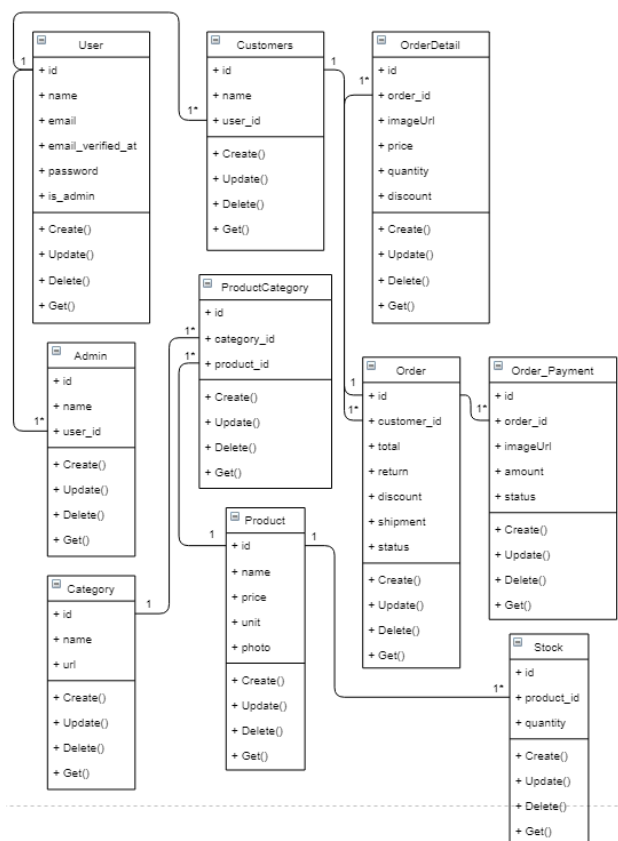 User
+ id
+ name
+ email
+ email_verified_at
+ password
+ is_admin
+ Create()
+ Update()
+ Delete()
+ Get()
1
Customers
+ id
+ name
+ user_id
+ Create()
+ Update()
+ Delete()
+ Get()
1*
1
OrderDetail
+ id
+ order_id
+ imageUrl
+ price
+ quantity
+ discount
+ Create()
+ Update()
+ Delete()
+ Get()
1*
ProductCategory
+ id
+ category_id
+ product_id
+ Create()
+ Update()
+ Delete()
+ Get()
1*
1*
Admin
+ id
+ name
+ user_id
+ Create()
+ Update()
+ Delete()
+ Get()
1*
Order
+ id
+ customer_id
+ total
+ return
+ discount
+ shipment
+ status
+ Create()
+ Update()
+ Delete()
+ Get()
1
1*
Order_Payment
+ id
+ order_id
+ imageUrl
+ amount
+ status
+ Create()
+ Update()
+ Delete()
+ Get()
1*
Product
+ id
+ name
+ price
+ unit
+ photo
+ Create()
+ Update()
+ Delete()
+ Get()
1
1
Category
+ id
+ name
+ url
+ Create()
+ Update()
+ Delete()
+ Get()
1
Stock
+ id
+ product_id
+ quantity
+ Create()
+ Update()
+ Delete()
+ Get()
1*